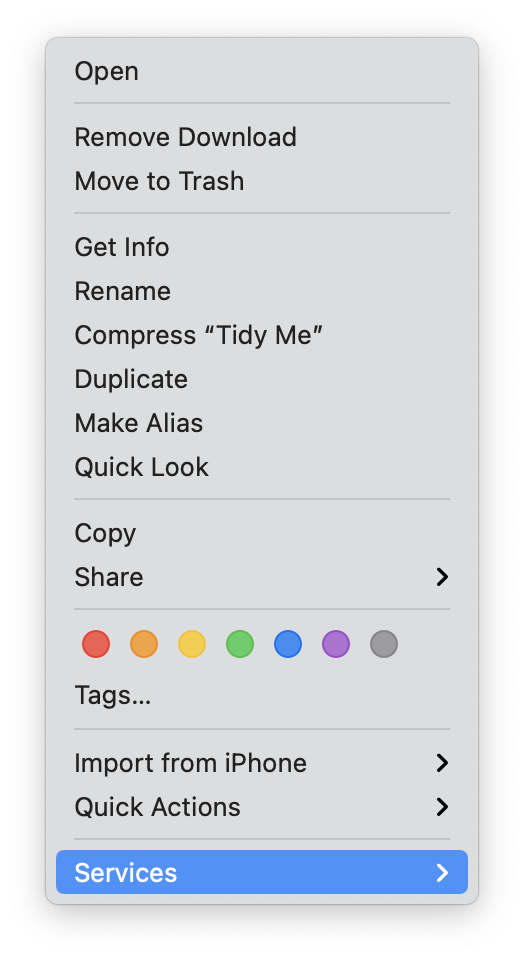 Open
Remove Download
Move to Trash
Get Info
Rename
Compress “Tidy Me”
Duplicate
Make Alias
Quick Look
Copy
Share
Tags...
Import from iPhone
Quick Actions
Services